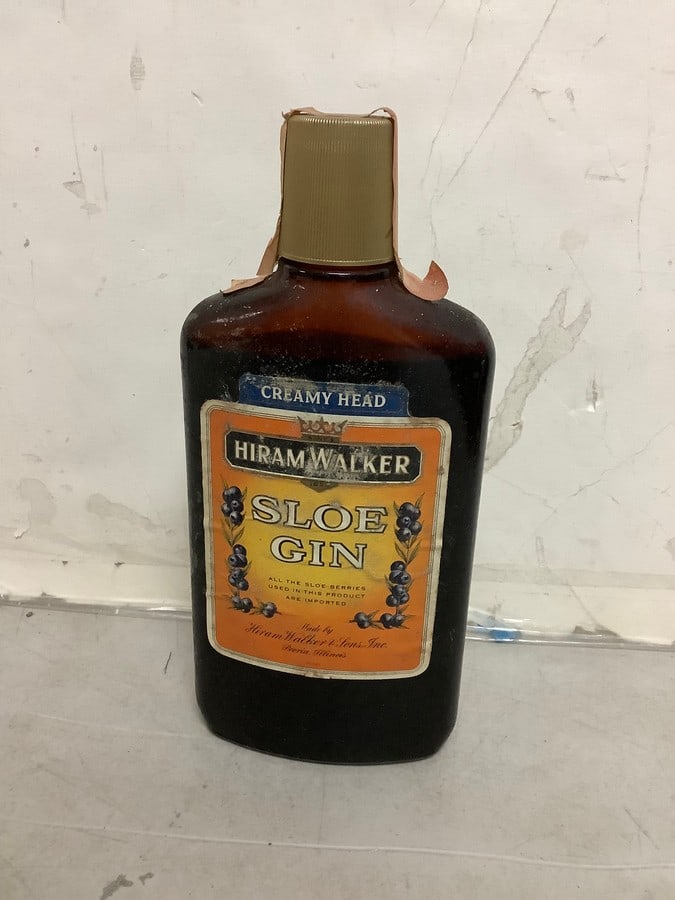 CREAMY HEAD
HIRAM WALKER
SLOE
GIN
ALL THE SLOE BERRIES
USED IN THIS PRODUCT
ARE IMPORTED
Made by
Hiram Walker & Sons, Inc.
Peoria, Illinois